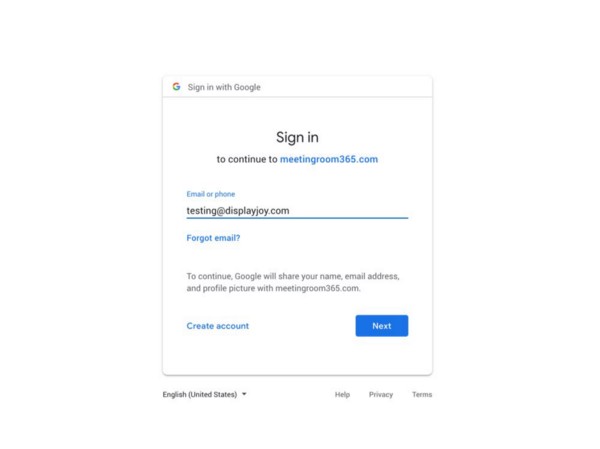 Sign in with Google
Sign in
to continue to meetingroom365.com
Email or phone
testing@displayjoy.com
Forgot email?
To continue, Google will share your name, email address,
and profile picture with meetingroom365.com.
Create account
Next
English (United States)
Help
Privacy
Terms